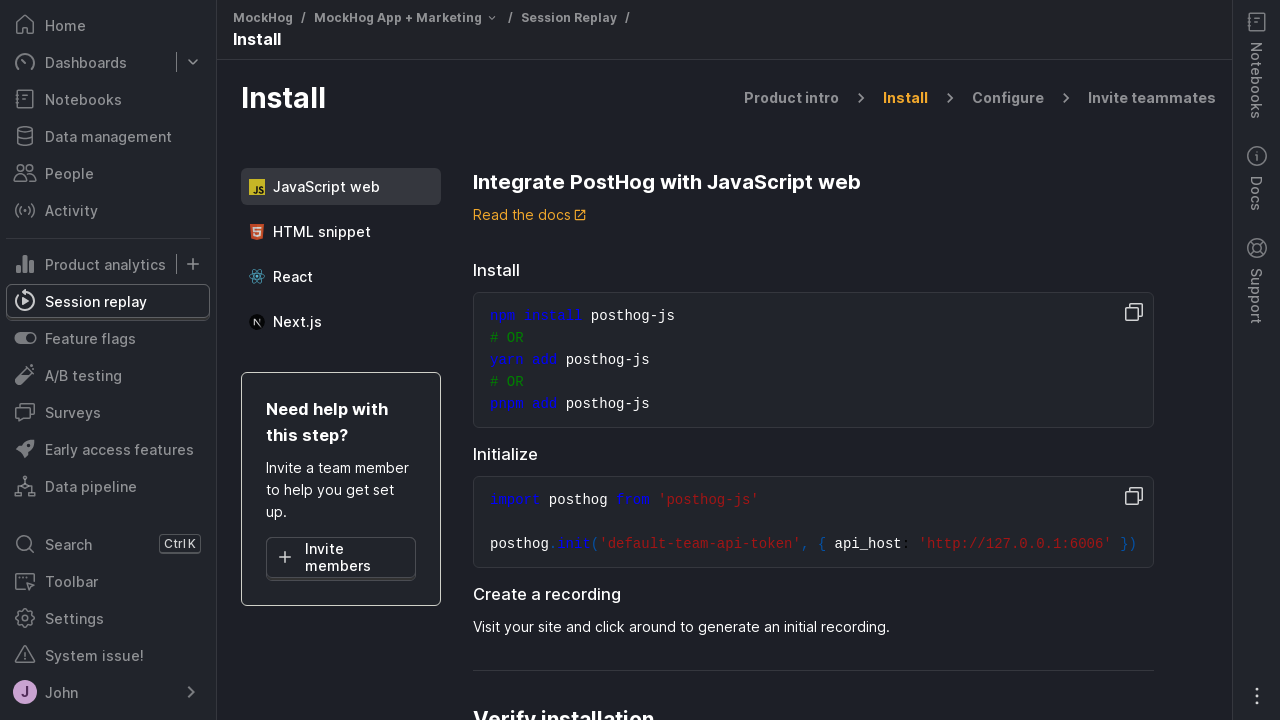 Home
Dashboards
Notebooks
Data management
People
Activity
Product analytics
Session replay
Feature flags
A/B testing
Surveys
Early access features
Data pipeline
Search Ctrl K
Toolbar
Settings
System issue!
J John
MockHog / MockHog App + Marketing / Session Replay /
Install
Install
Product intro > Install > Configure > Invite teammates
JS JavaScript web
HTML snippet
React
Next.js
Need help with
this step?
Invite a team member
to help you get set
up.
Invite
members
Integrate PostHog with JavaScript web
Read the docs
Install
npm install posthog-js
# OR
yarn add posthog-js
# OR
pnpm add posthog-js
Initialize
import posthog from 'posthog-js'
posthog.init('default-team-api-token', { api_host: 'http://127.0.0.1:6006' })
Create a recording
Visit your site and click around to generate an initial recording.
Verify installation
Notebooks
Docs
Support